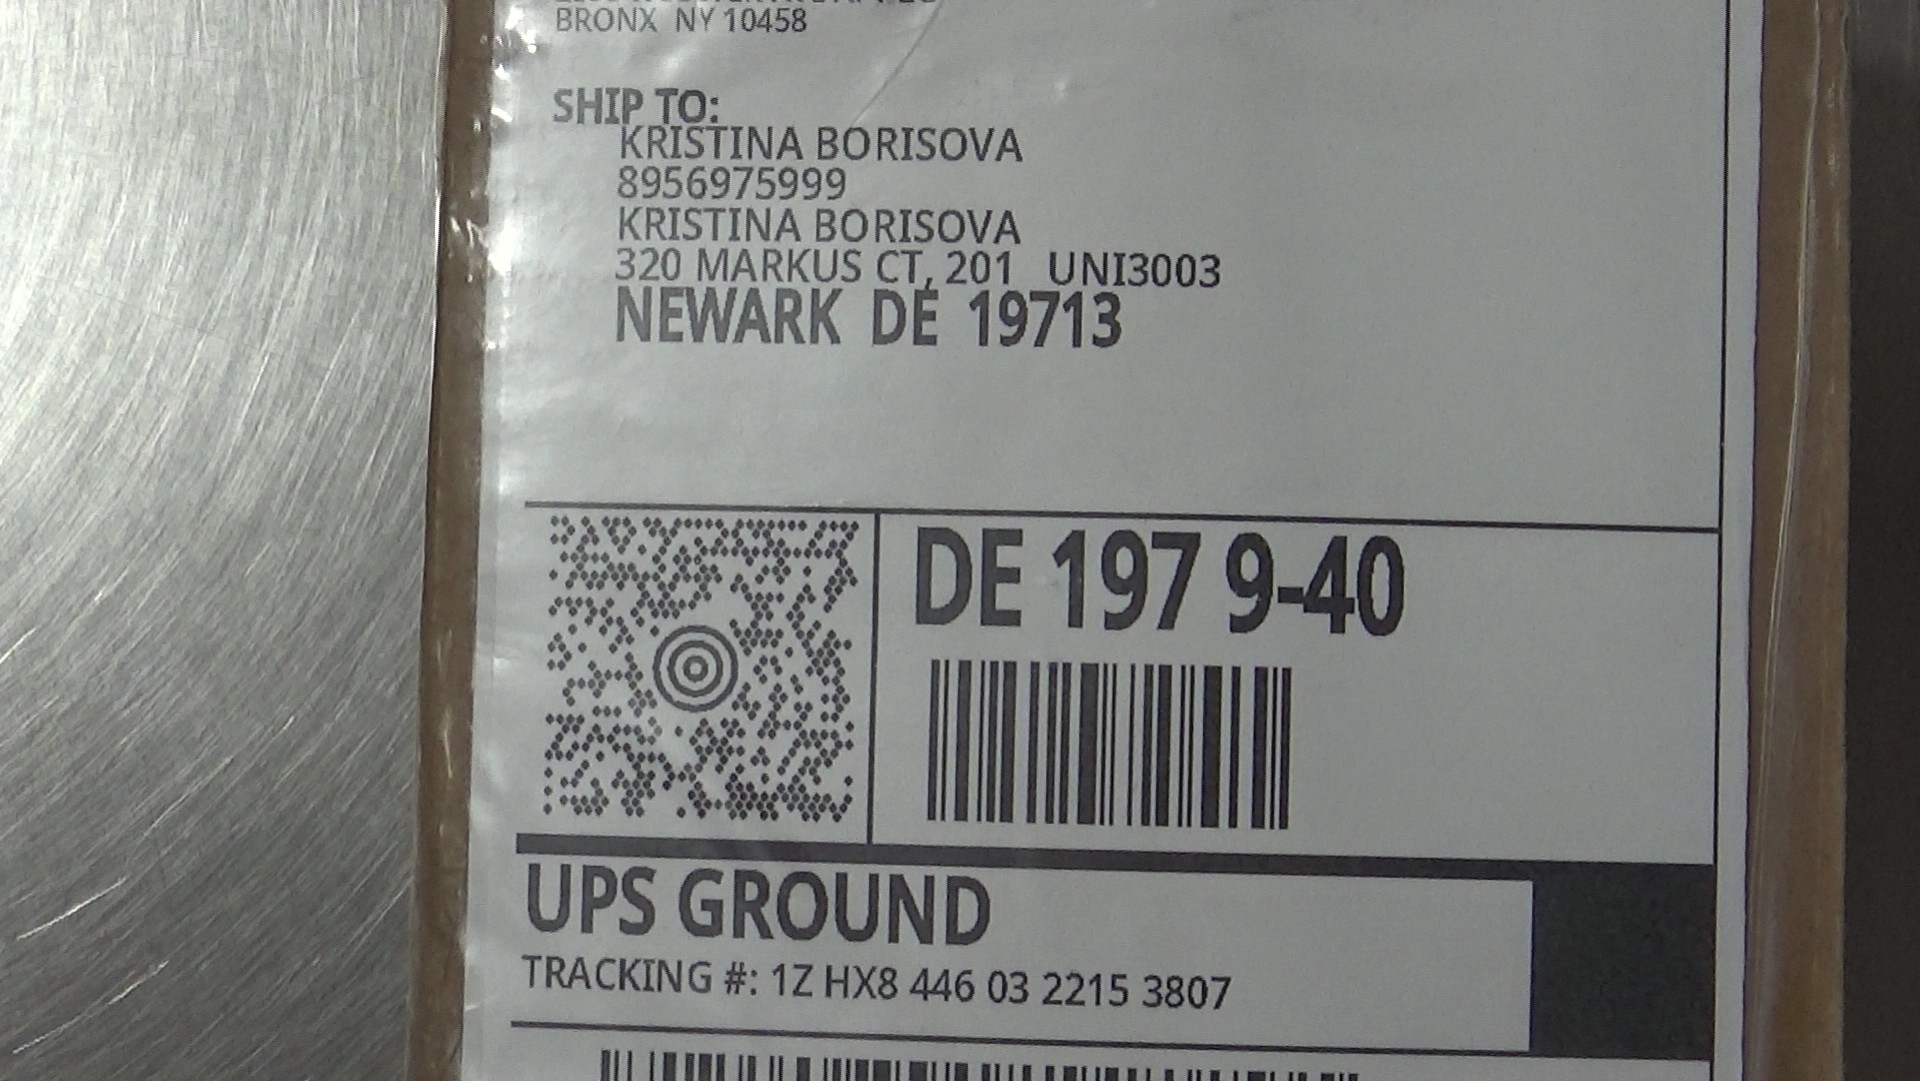 BRONX NY 10458
SHIP TO:
KRISTINA BORISOVA
8956975999
KRISTINA BORISOVA
320 MARKUS CT, 201 UNI3003
NEWARK DE 19713
DE 197 9-40
UPS GROUND
TRACKING #: 1Z HX8 446 03 2215 3807